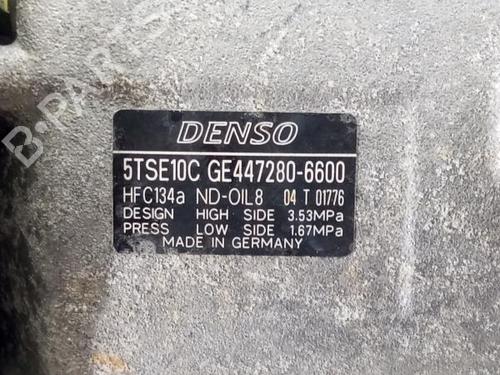 DENSO
5TSE10C GE447280-6600
HFC134a ND-OIL8 04 T 01776
DESIGN HIGH SIDE 3.53MPa
PRESS LOW SIDE 1.67MPa
MADE IN GERMANY
B-PARTS